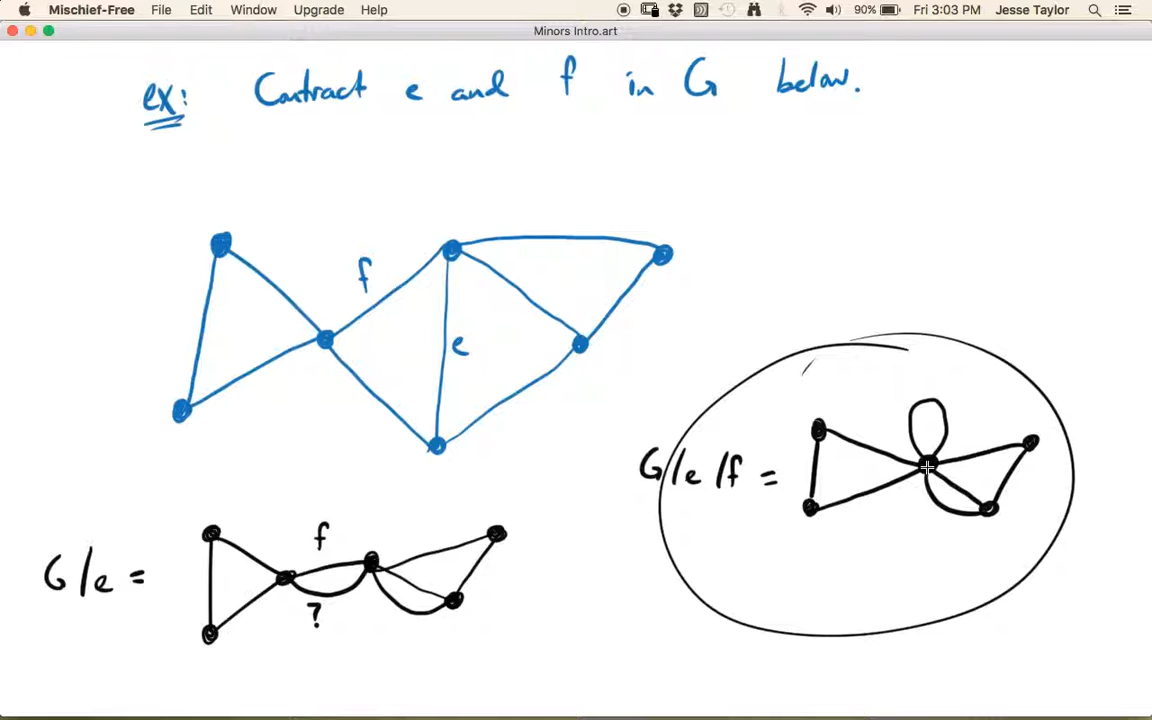 Mischief-Free File Edit Window Upgrade Help 90% Fri 3:03 PM Jesse Taylor
Minors Intro.art
ex: Contract e and f in G below.
f
e
G/e/f =
f
G/e =
?